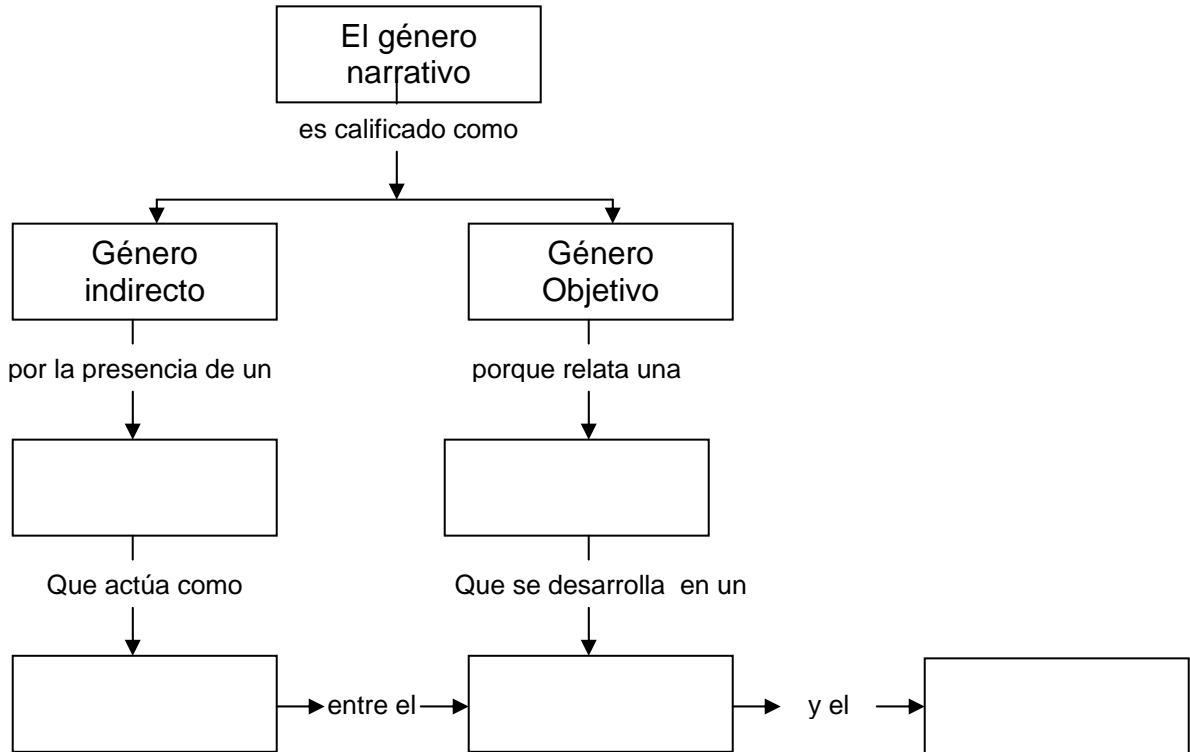 El género
narrativo
es calificado como
Género
indirecto
Género
Objetivo
por la presencia de un
porque relata una
Que actúa como
Que se desarrolla en un
entre el
y el